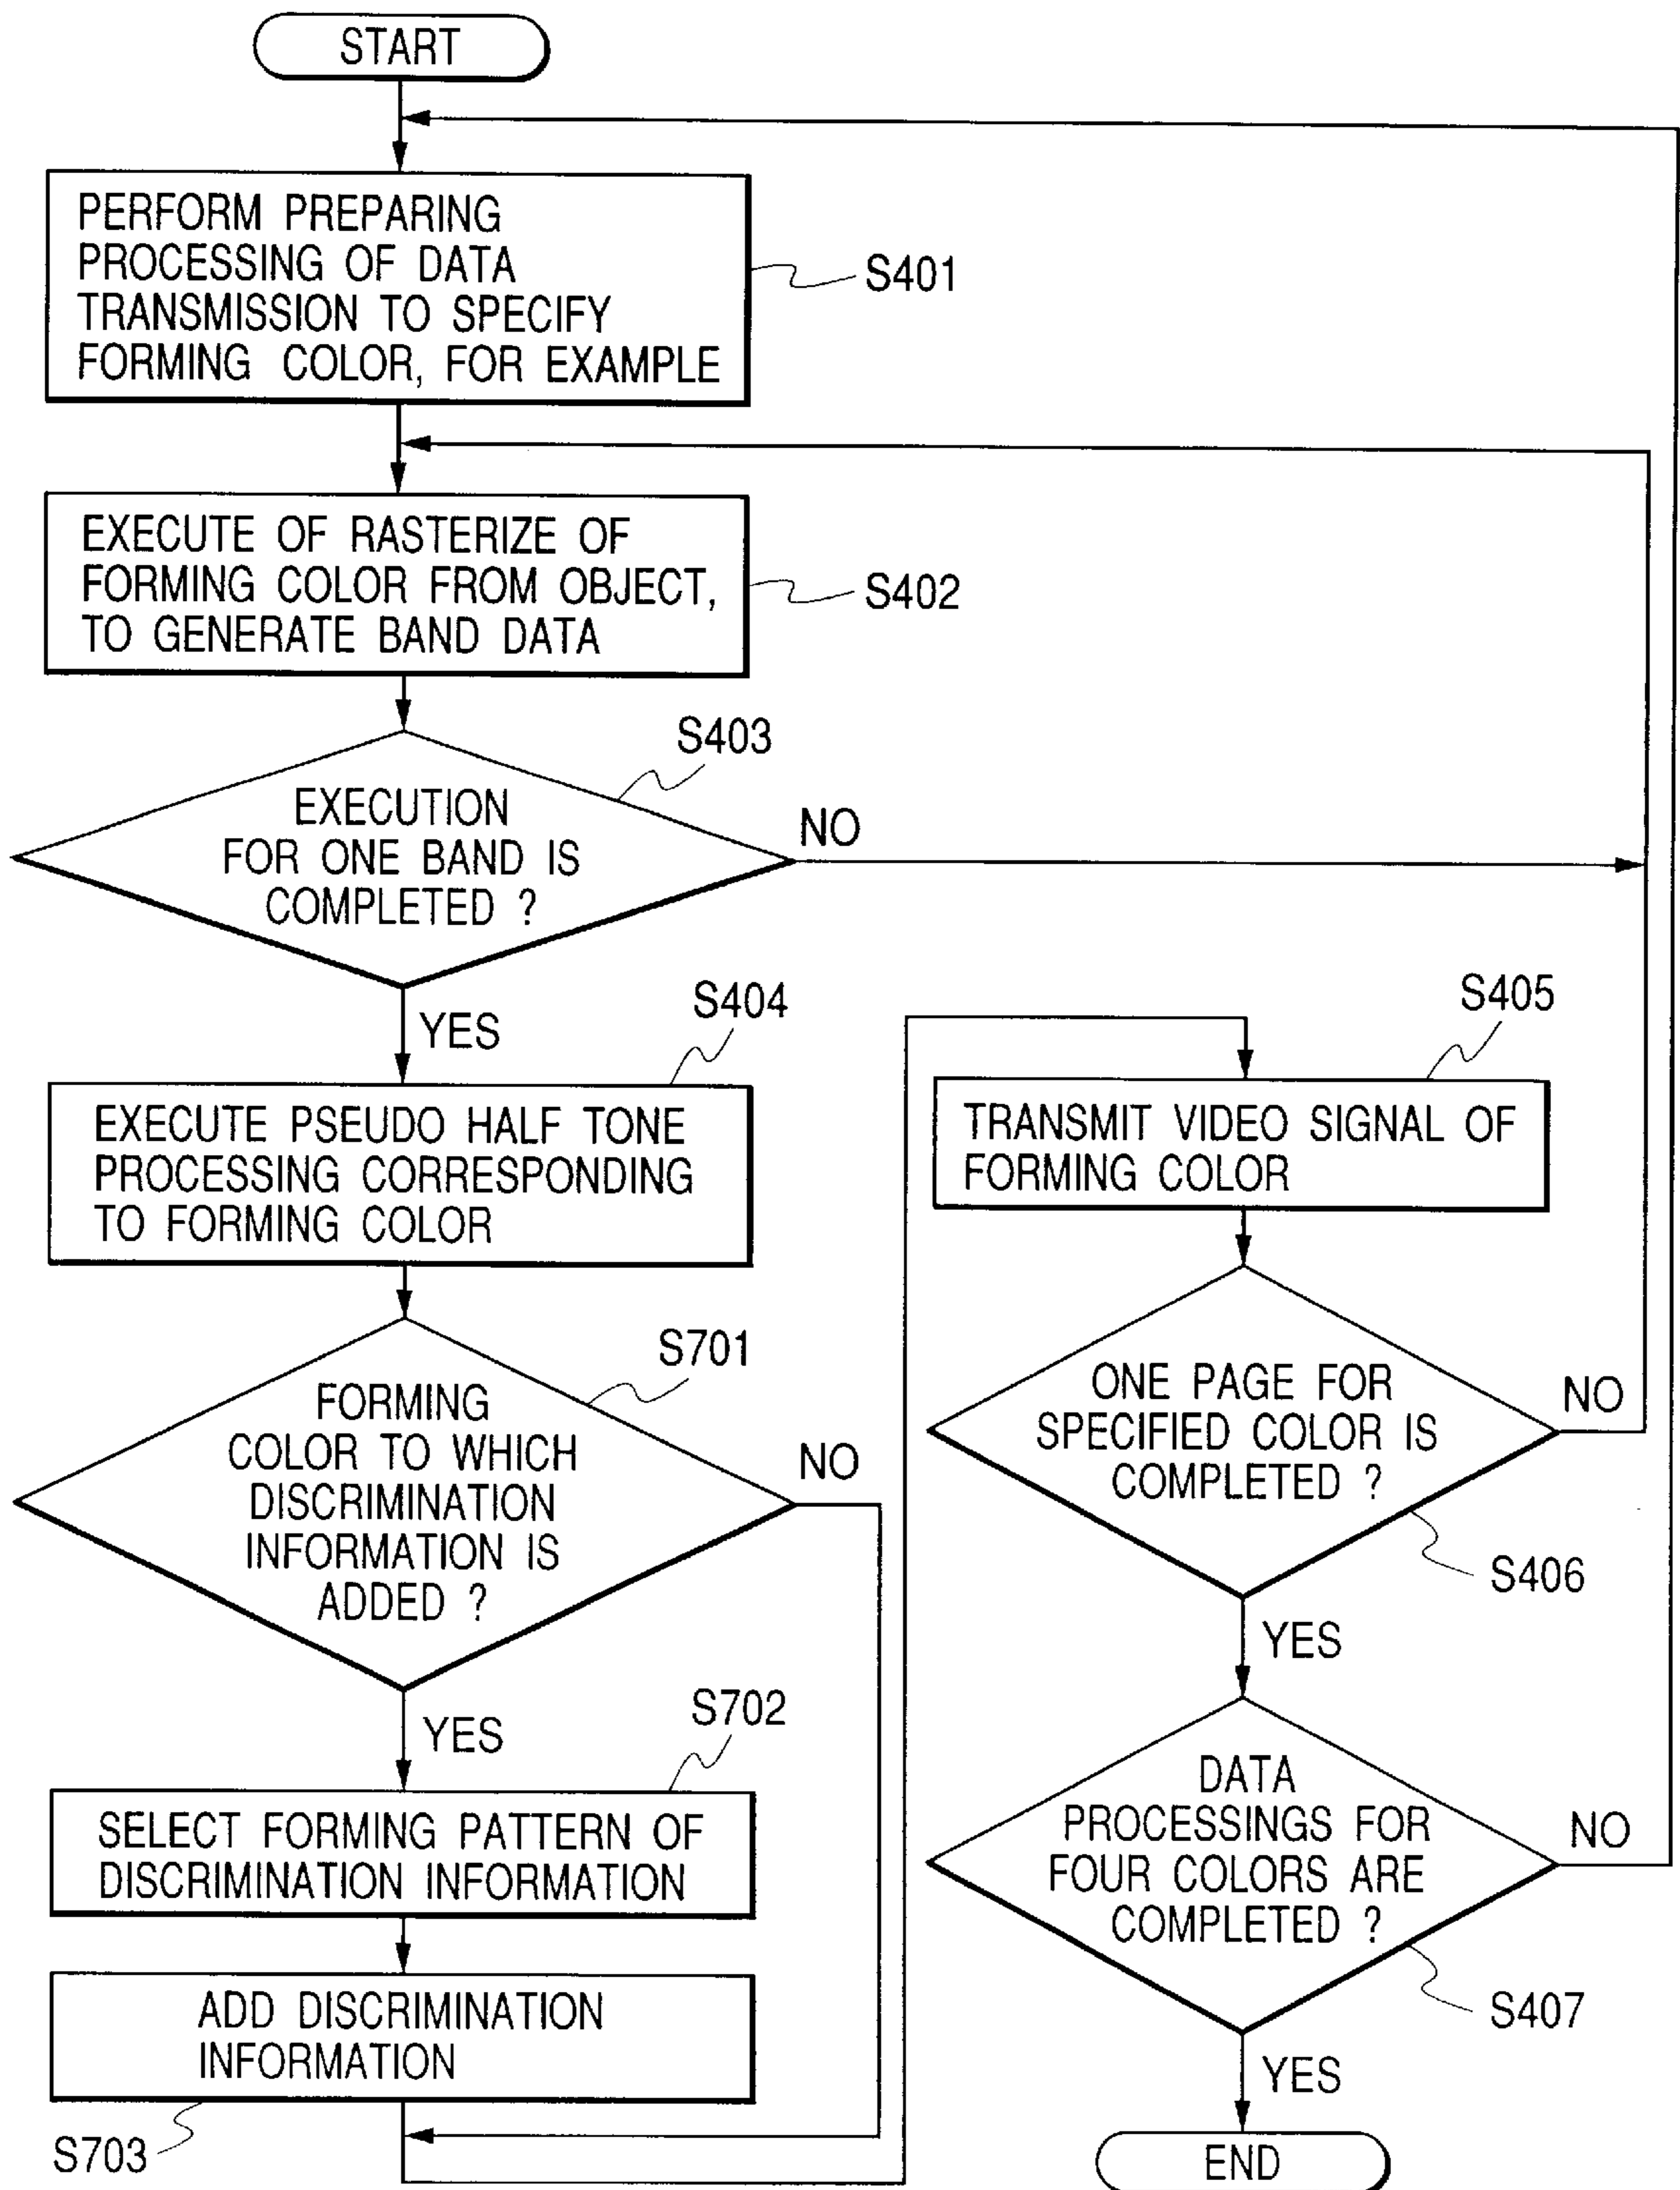 START
PERFORM PREPARING
PROCESSING OF DATA
TRANSMISSION TO SPECIFY
FORMING COLOR, FOR EXAMPLE
S401
EXECUTE OF RASTERIZE OF
FORMING COLOR FROM OBJECT,
TO GENERATE BAND DATA
S402
S403
EXECUTION
FOR ONE BAND IS
COMPLETED ?
NO
YES
S404
EXECUTE PSEUDO HALF TONE
PROCESSING CORRESPONDING
TO FORMING COLOR
S701
FORMING
COLOR TO WHICH
DISCRIMINATION
INFORMATION IS
ADDED ?
NO
YES
S702
SELECT FORMING PATTERN OF
DISCRIMINATION INFORMATION
ADD DISCRIMINATION
INFORMATION
S703
S405
TRANSMIT VIDEO SIGNAL OF
FORMING COLOR
ONE PAGE FOR
SPECIFIED COLOR IS
COMPLETED ?
NO
S406
YES
DATA
PROCESSINGS FOR
FOUR COLORS ARE
COMPLETED ?
NO
S407
YES
END